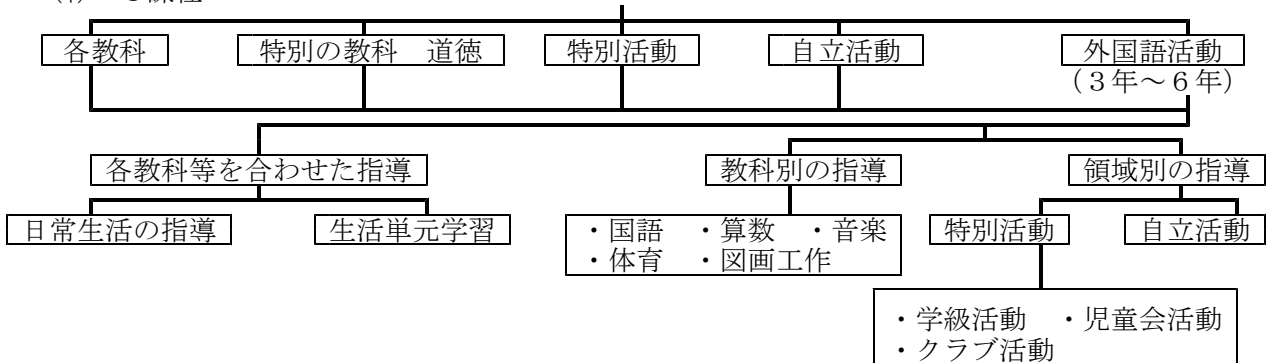 各教科
特別の教科 道徳
特別活動
自立活動
外国語活動
(3年~6年)
各教科等を合わせた指導
教科別の指導
領域別の指導
日常生活の指導
生活単元学習
・国語 ・算数 ・音楽
・体育 ・図画工作
特別活動
自立活動
・学級活動 ・児童会活動
・クラブ活動